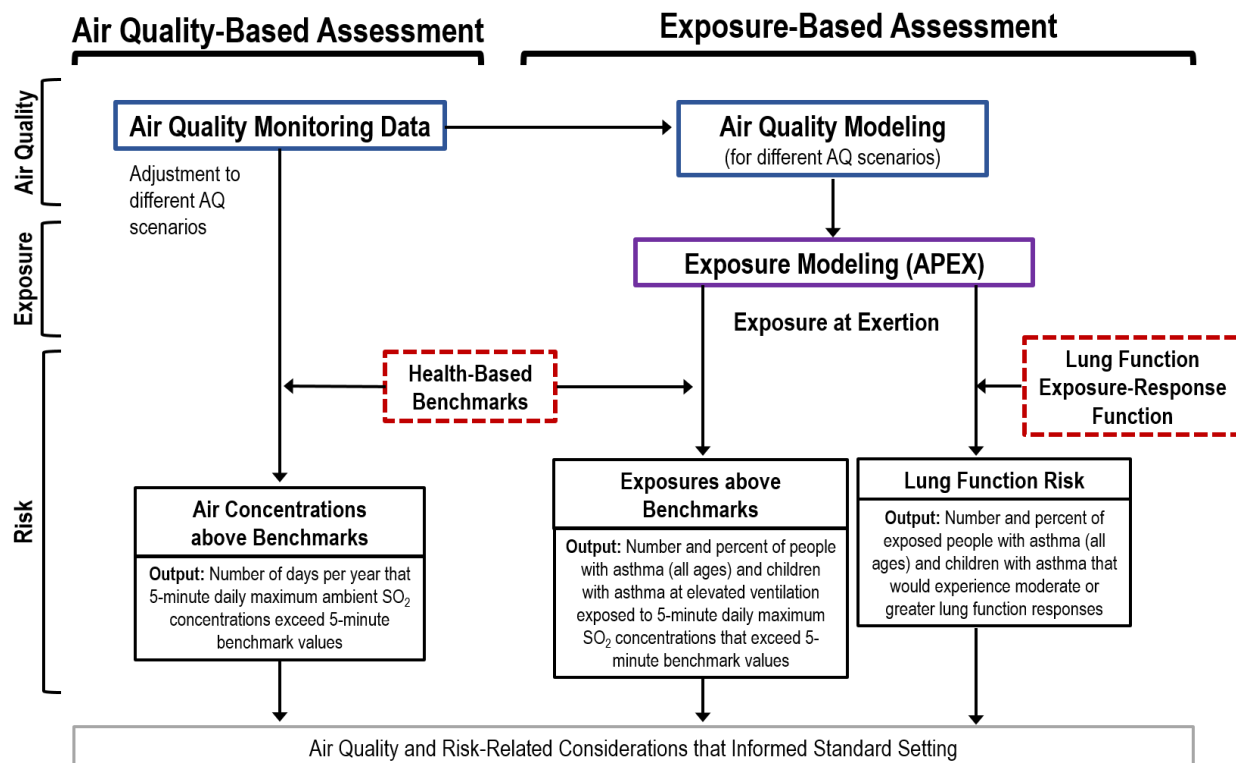 Air Quality-Based Assessment
Exposure-Based Assessment
Air Quality
Air Quality Monitoring Data
Adjustment to
different AQ
scenarios
Air Quality Modeling
(for different AQ scenarios)
Exposure
Exposure Modeling (APEX)
Exposure at Exertion
Risk
Health-Based
Benchmarks
Lung Function
Exposure-Response
Function
Air Concentrations
above Benchmarks
Output: Number of days per year that
5-minute daily maximum ambient SO₂
concentrations exceed 5-minute
benchmark values
Exposures above
Benchmarks
Output: Number and percent of people
with asthma (all ages) and children
with asthma at elevated ventilation
exposed to 5-minute daily maximum
SO₂ concentrations that exceed 5-
minute benchmark values
Lung Function Risk
Output: Number and percent of
exposed people with asthma (all
ages) and children with asthma that
would experience moderate or
greater lung function responses
Air Quality and Risk-Related Considerations that Informed Standard Setting